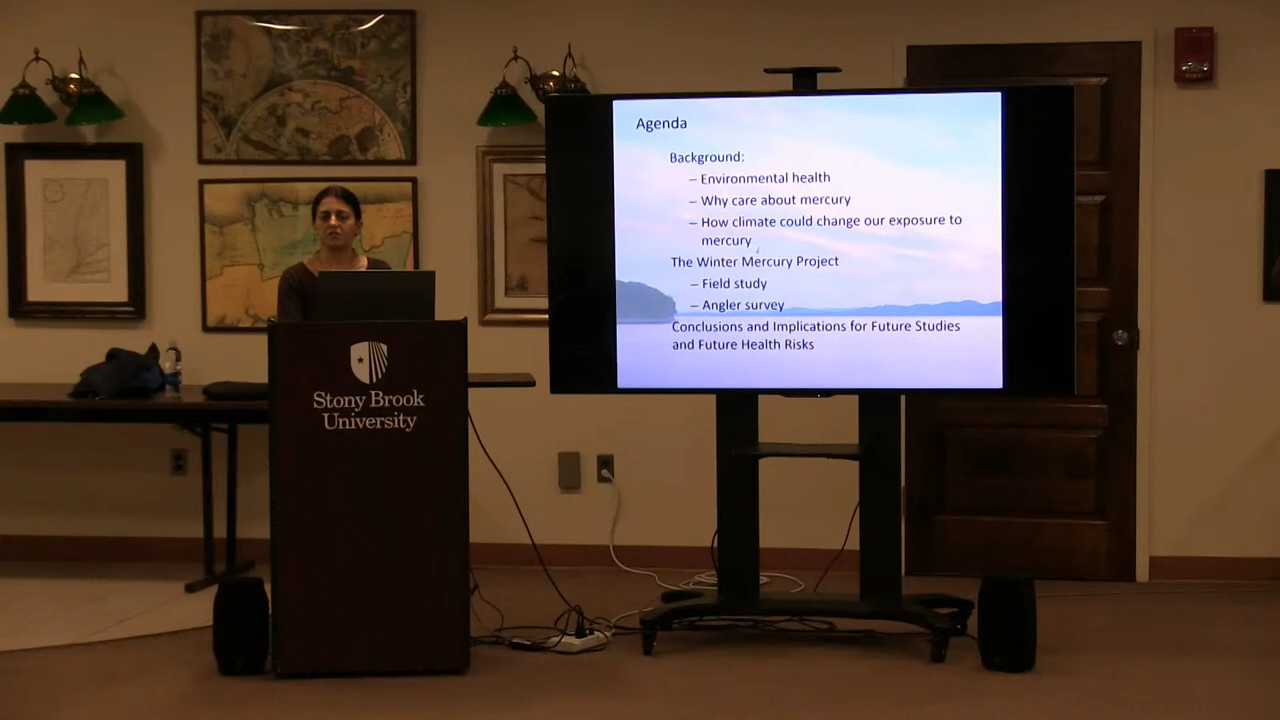 Agenda
Background:
– Environmental health
– Why care about mercury
– How climate could change our exposure to
mercury
The Winter Mercury Project
– Field study
– Angler survey
Conclusions and Implications for Future Studies
and Future Health Risks
Stony Brook
University